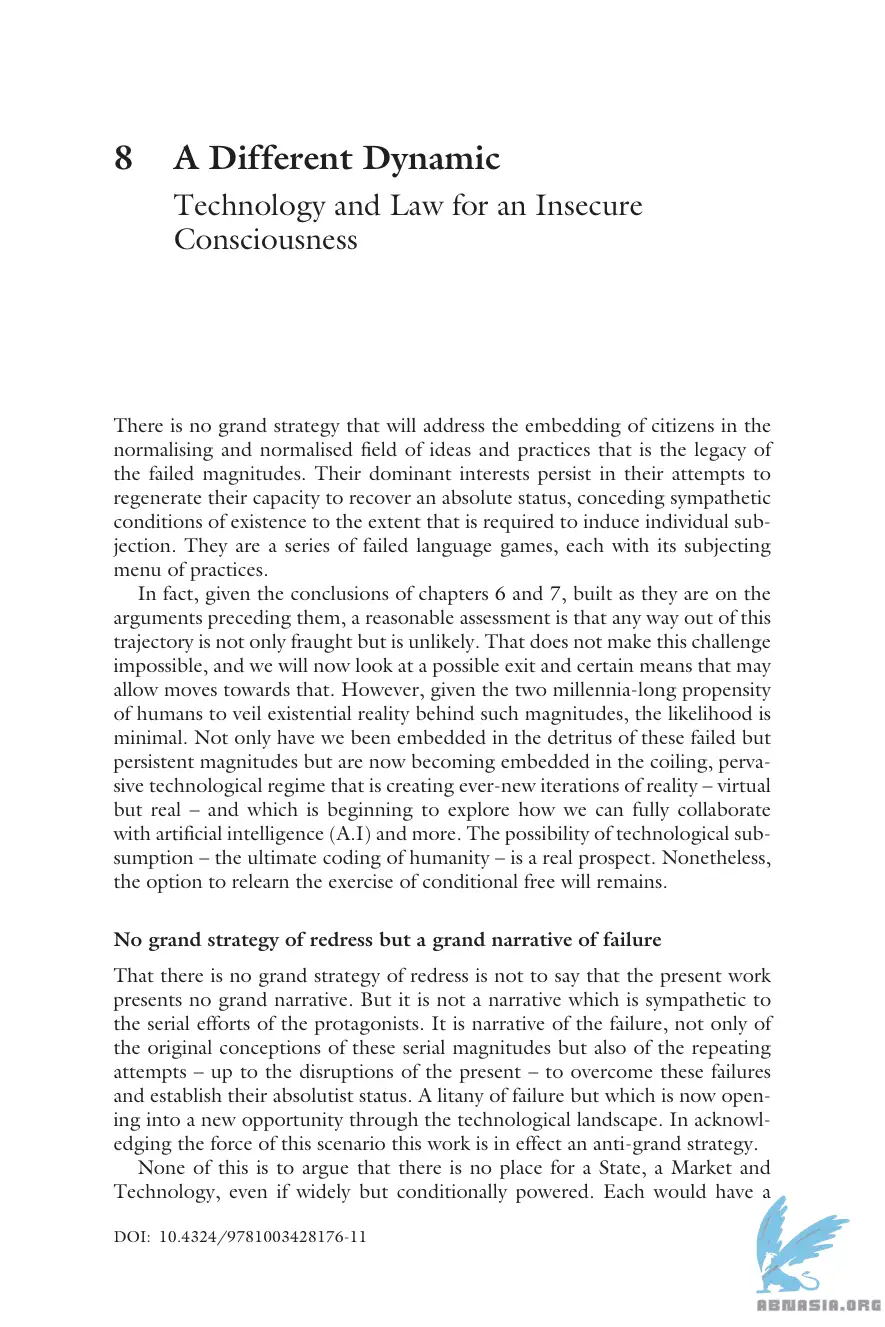 8 A Different Dynamic
Technology and Law for an Insecure
Consciousness
There is no grand strategy that will address the embedding of citizens in the
normalising and normalised field of ideas and practices that is the legacy of
the failed magnitudes. Their dominant interests persist in their attempts to
regenerate their capacity to recover an absolute status, conceding sympathetic
conditions of existence to the extent that is required to induce individual sub-
jection. They are a series of failed language games, each with its subjecting
menu of practices.
In fact, given the conclusions of chapters 6 and 7, built as they are on the
arguments preceding them, a reasonable assessment is that any way out of this
trajectory is not only fraught but is unlikely. That does not make this challenge
impossible, and we will now look at a possible exit and certain means that may
allow moves towards that. However, given the two millennia-long propensity
of humans to veil existential reality behind such magnitudes, the likelihood is
minimal. Not only have we been embedded in the detritus of these failed but
persistent magnitudes but are now becoming embedded in the coiling, perva-
sive technological regime that is creating ever-new iterations of reality – virtual
but real – and which is beginning to explore how we can fully collaborate
with artificial intelligence (A.I) and more. The possibility of technological sub-
sumption – the ultimate coding of humanity – is a real prospect. Nonetheless,
the option to relearn the exercise of conditional free will remains.
No grand strategy of redress but a grand narrative of failure
That there is no grand strategy of redress is not to say that the present work
presents no grand narrative. But it is not a narrative which is sympathetic to
the serial efforts of the protagonists. It is narrative of the failure, not only of
the original conceptions of these serial magnitudes but also of the repeating
attempts – up to the disruptions of the present – to overcome these failures
and establish their absolutist status. A litany of failure but which is now open-
ing into a new opportunity through the technological landscape. In acknowl-
edging the force of this scenario this work is in effect an anti-grand strategy.
None of this is to argue that there is no place for a State, a Market and
Technology, even if widely but conditionally powered. Each would have a
DOI: 10.4324/9781003428176-11
ABNASIA.ORG